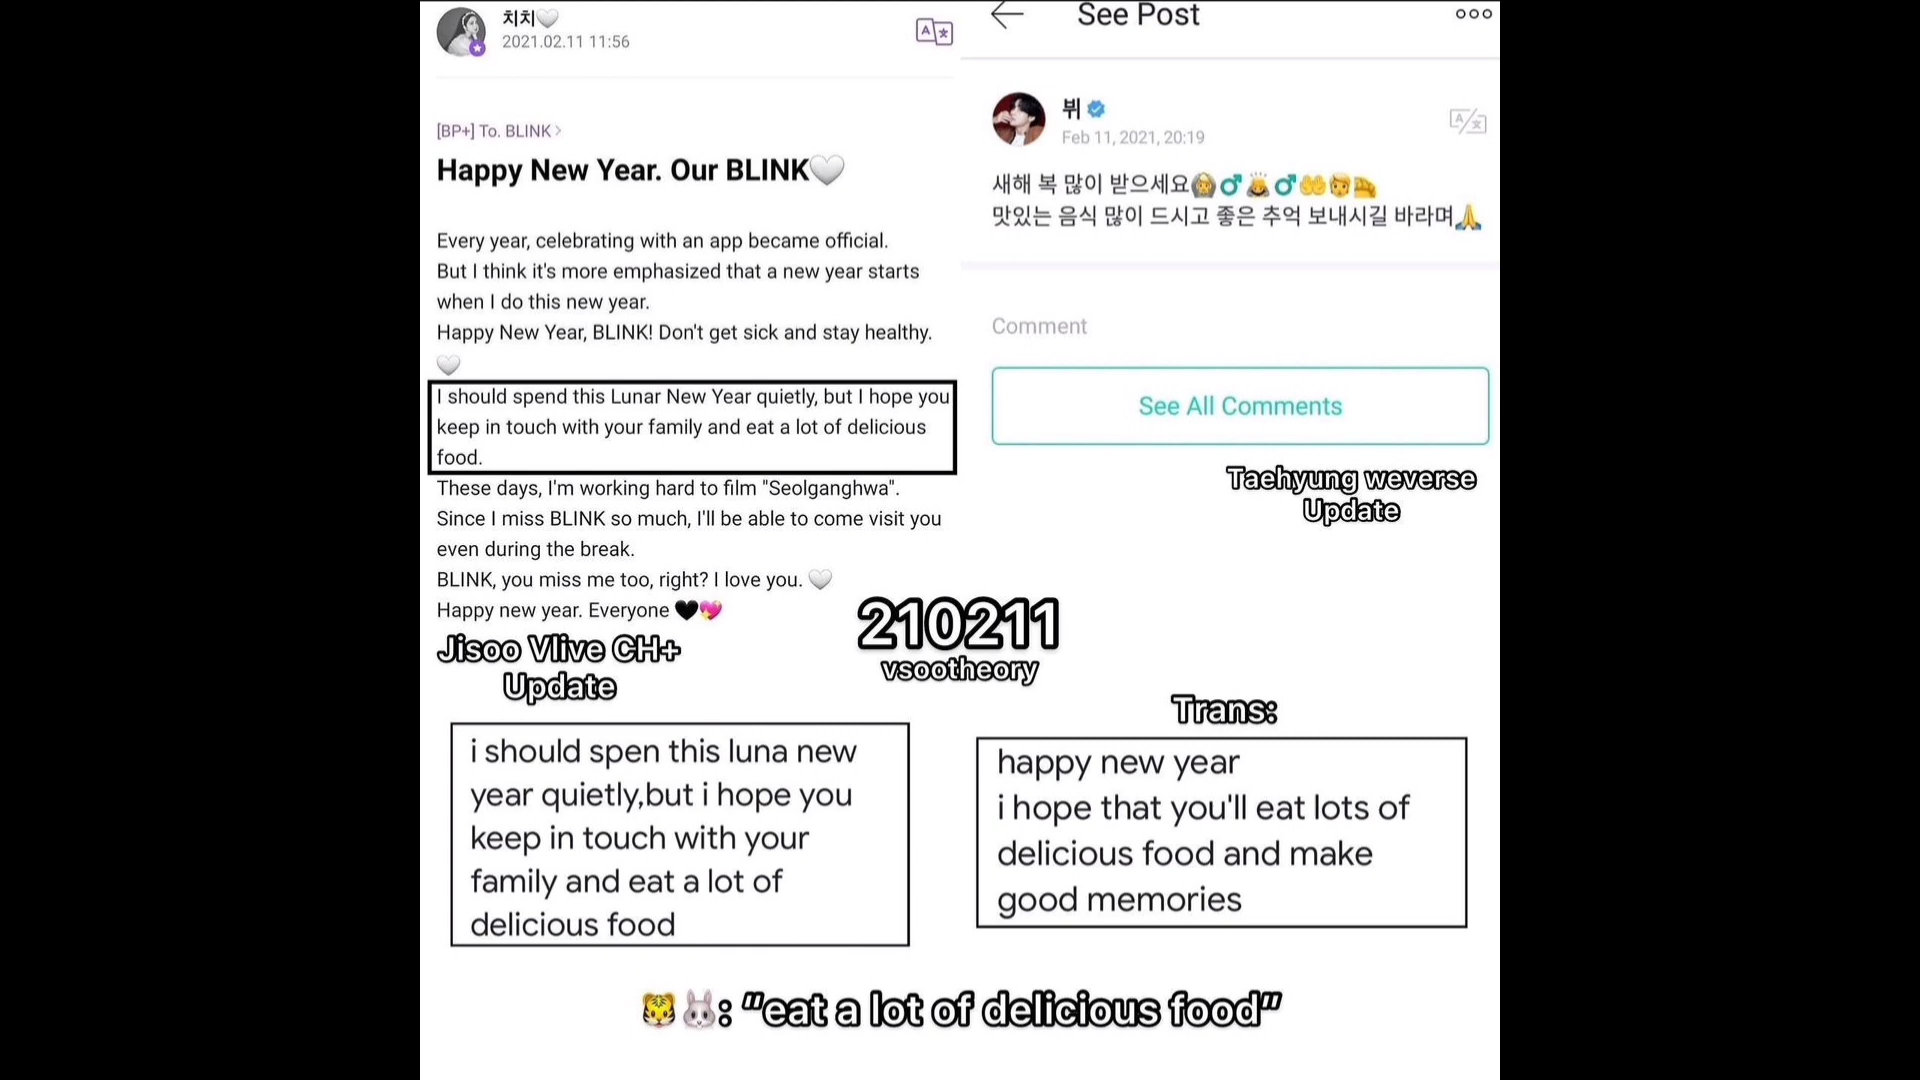 치치🤍
2021.02.11 11:56
[BP+] To. BLINK >
Happy New Year. Our BLINK🤍
Every year, celebrating with an app became official.
But I think it's more emphasized that a new year starts
when I do this new year.
Happy New Year, BLINK! Don't get sick and stay healthy.
🤍
I should spend this Lunar New Year quietly, but I hope you
keep in touch with your family and eat a lot of delicious
food.
These days, I'm working hard to film "Seolganghwa".
Since I miss BLINK so much, I'll be able to come visit you
even during the break.
BLINK, you miss me too, right? I love you. 🤍
Happy new year. Everyone 🖤💖
Jisoo Vlive CH+
Update
i should spen this luna new
year quietly,but i hope you
keep in touch with your
family and eat a lot of
delicious food
See Post
뷔
Feb 11, 2021, 20:19
새해 복 많이 받으세요🙆♂🙇♂🤲🧑🌮
맛있는 음식 많이 드시고 좋은 추억 보내시길 바라며🙏
Comment
See All Comments
Taehyung weverse
Update
210211
vsootheory
Trans:
happy new year
i hope that you'll eat lots of
delicious food and make
good memories
🐯🐰: "eat a lot of delicious food"